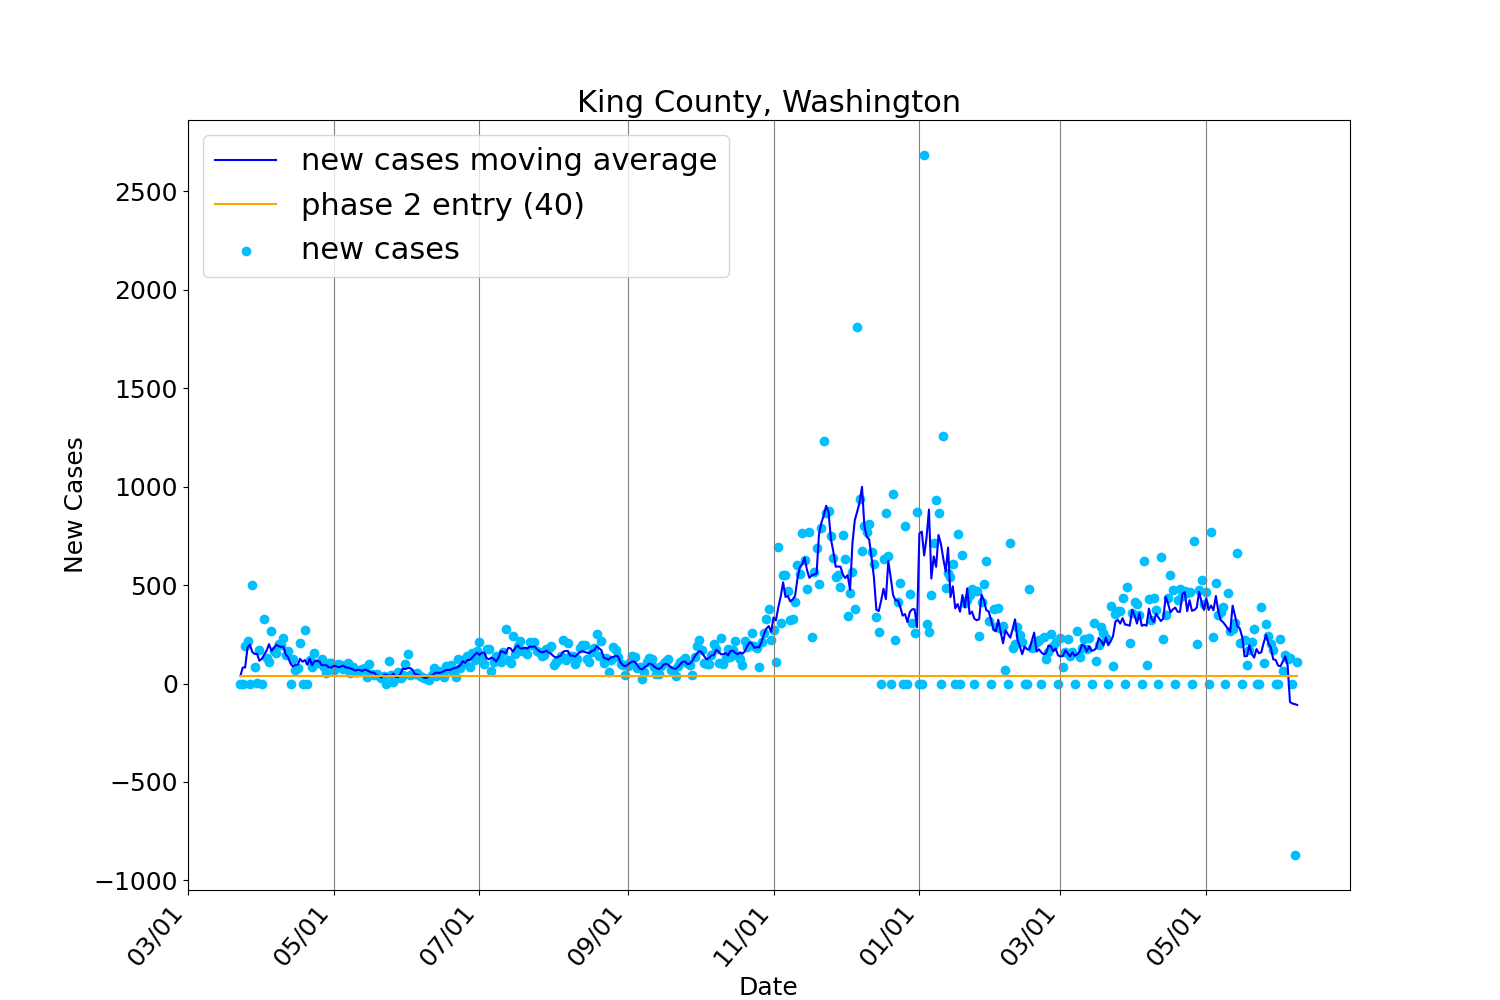 King County, Washington
new cases moving average
phase 2 entry (40)
new cases
2500
2000
1500
1000
500
0
−500
−1000
New Cases
03/01
05/01
07/01
09/01
11/01
01/01
03/01
05/01
Date